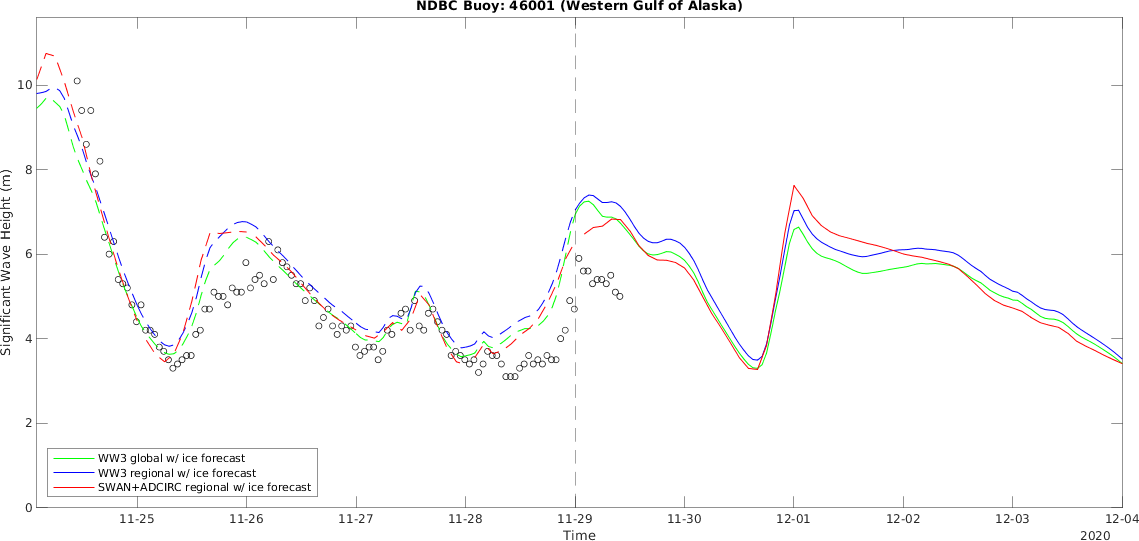 NDBC Buoy: 46001 (Western Gulf of Alaska)
Significant Wave Height (m)
10
8
6
4
2
0
WW3 global w/ ice forecast
WW3 regional w/ ice forecast
SWAN+ADCIRC regional w/ ice forecast
11-25 11-26 11-27 11-28 11-29 11-30 12-01 12-02 12-03 12-04
Time
2020